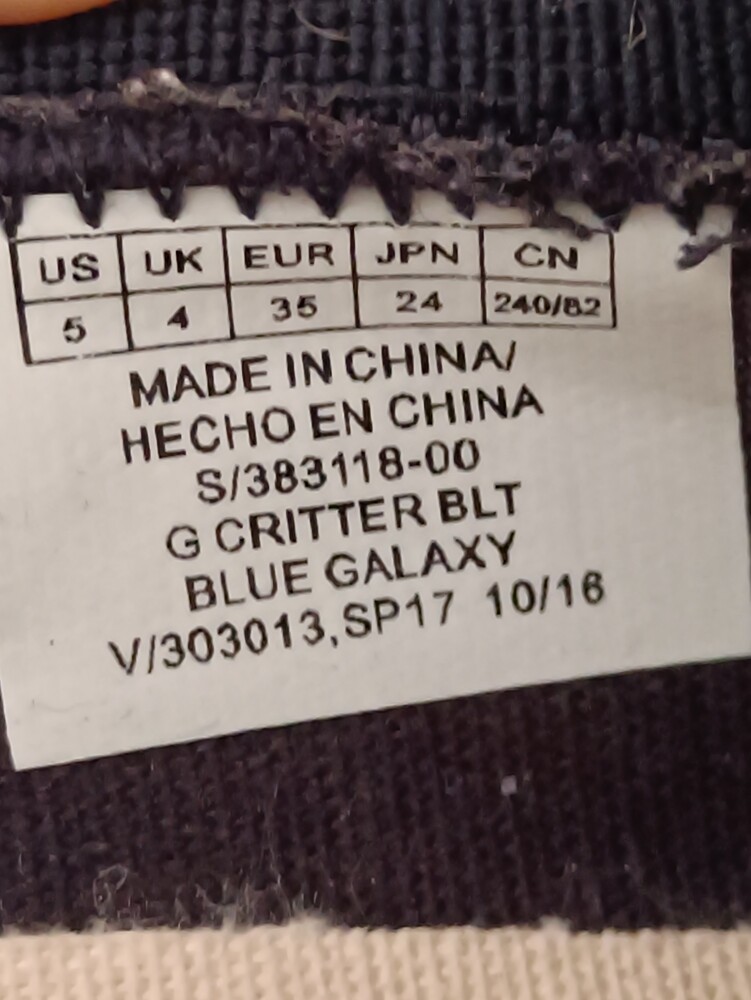 US UK EUR JPN CN
5 4 35 24 240/82
MADE IN CHINA/
HECHO EN CHINA
S/383118-00
G CRITTER BLT
BLUE GALAXY
V/303013,SP17 10/16